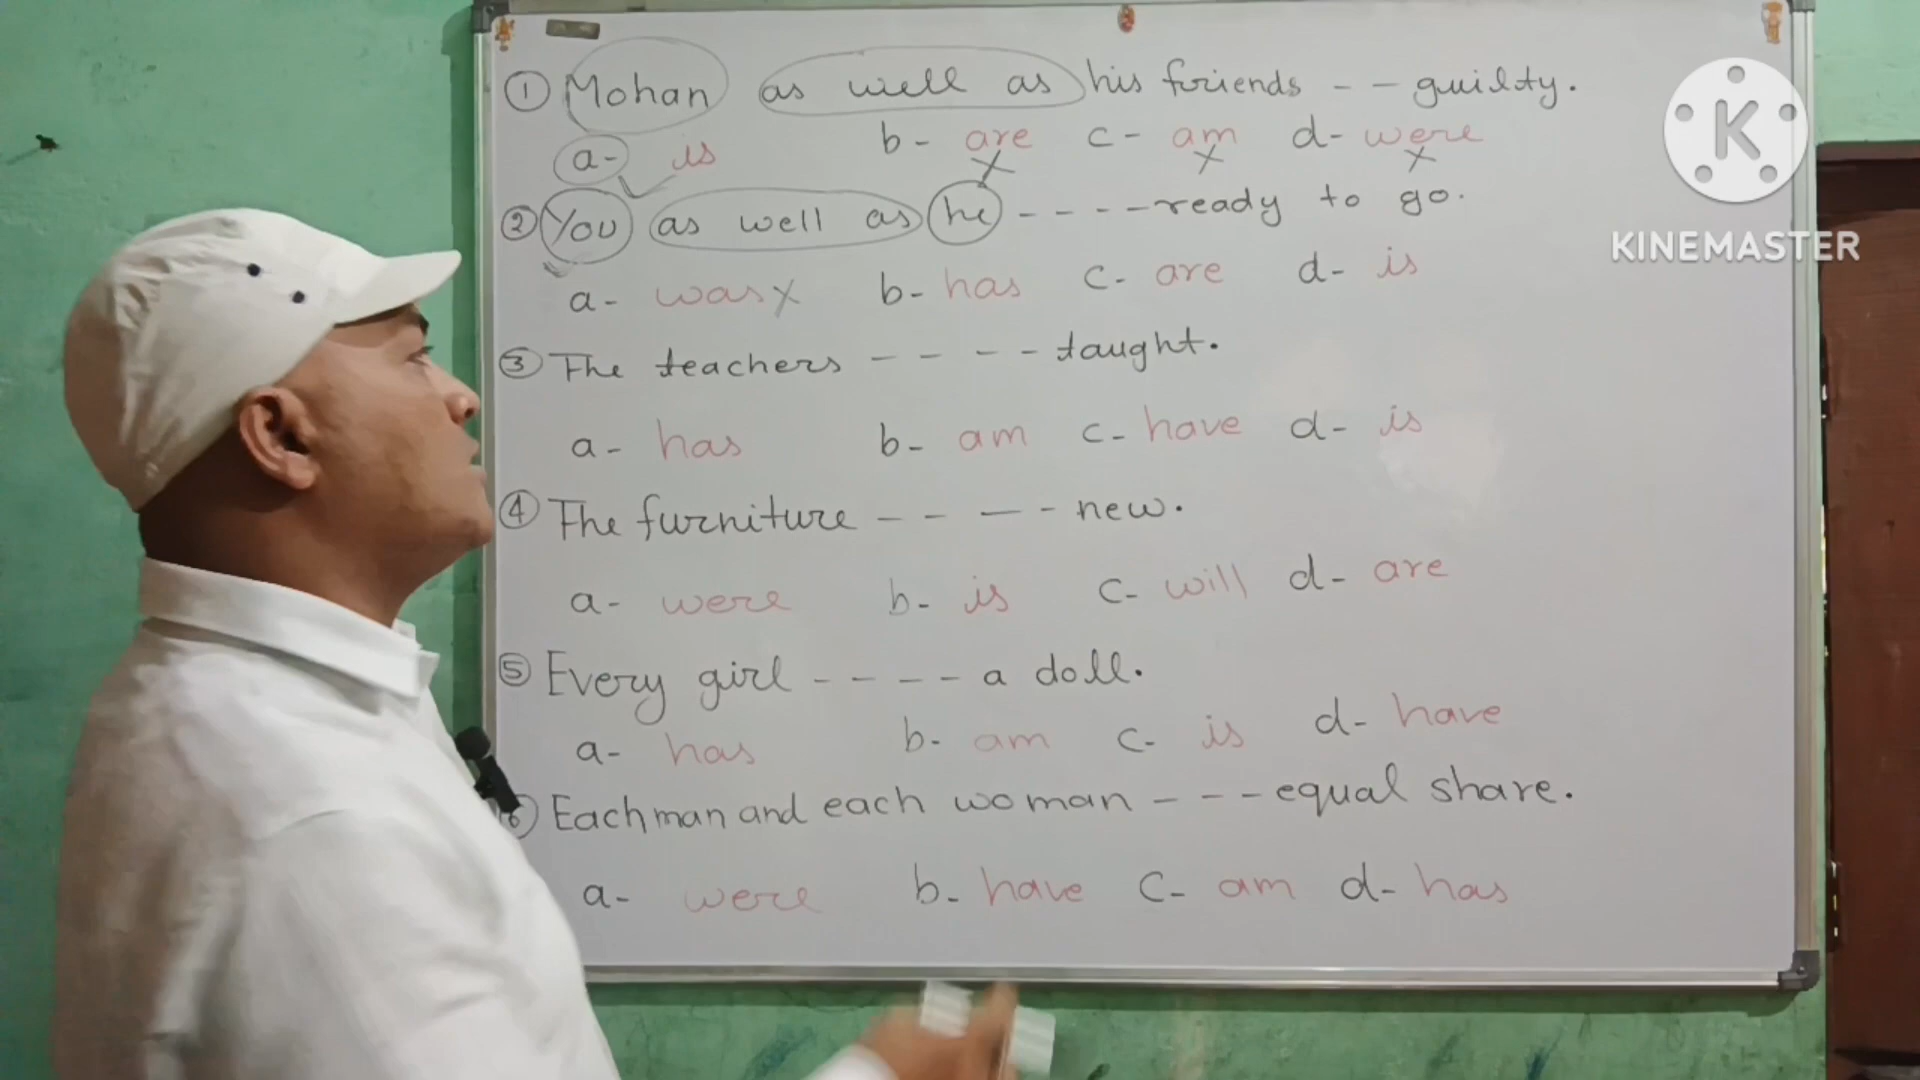 ① Mohan as well as his friends - - guilty.
a- is b- are c- am d- were
② You as well as he - - - - ready to go.
a- was x b- has c- are d- is
③ The teachers - - - - taught.
a- has b- am c- have d- is
④ The furniture - - - - new.
a- were b- is c- will d- are
⑤ Every girl - - - - a doll.
a- has b- am c- is d- have
⑥ Each man and each woman - - - equal share.
a- were b- have c- am d- has
K
KINEMASTER